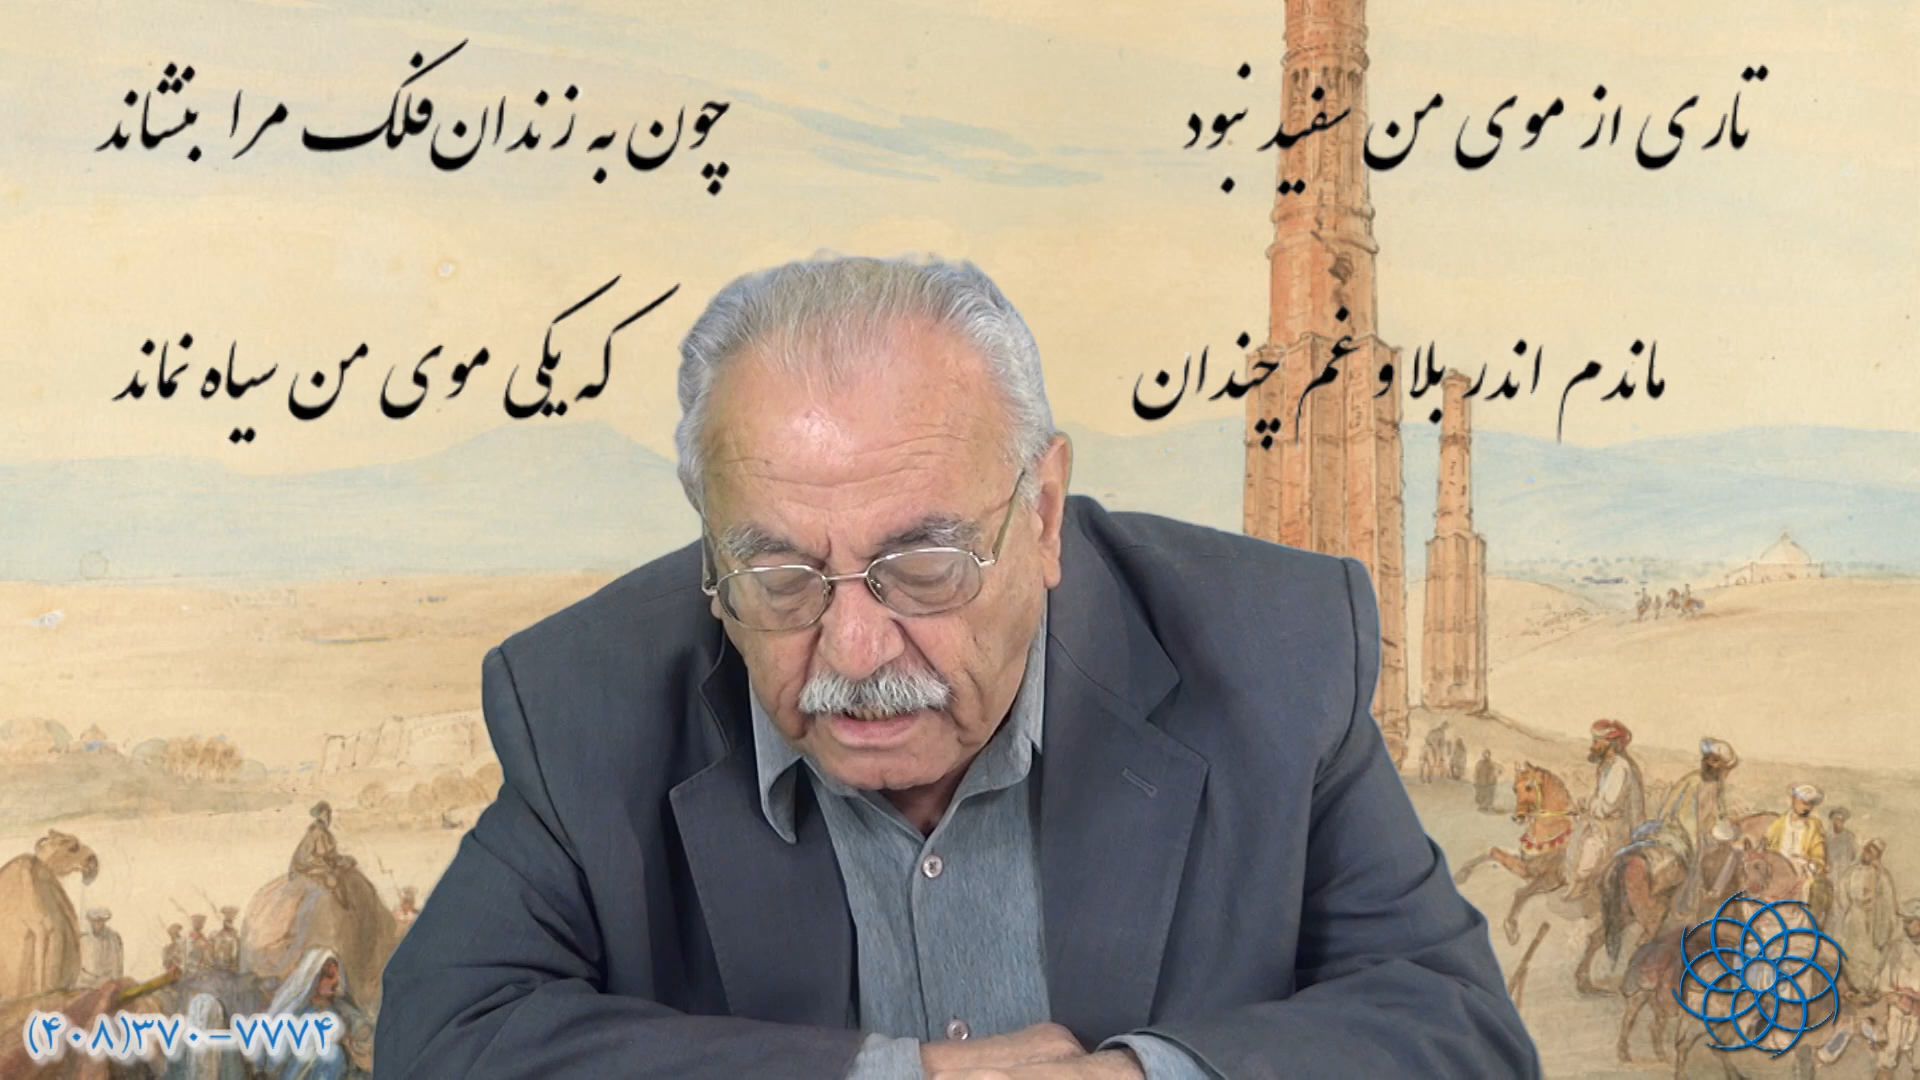 تاری از موی من سفید نبود
چون به زندان فلک مرا بنشاند
ماندم اندر بلا و غم چندان
که یکی موی من سیاه نماند
(۴۰۸)۳۷۰-۷۷۷۴